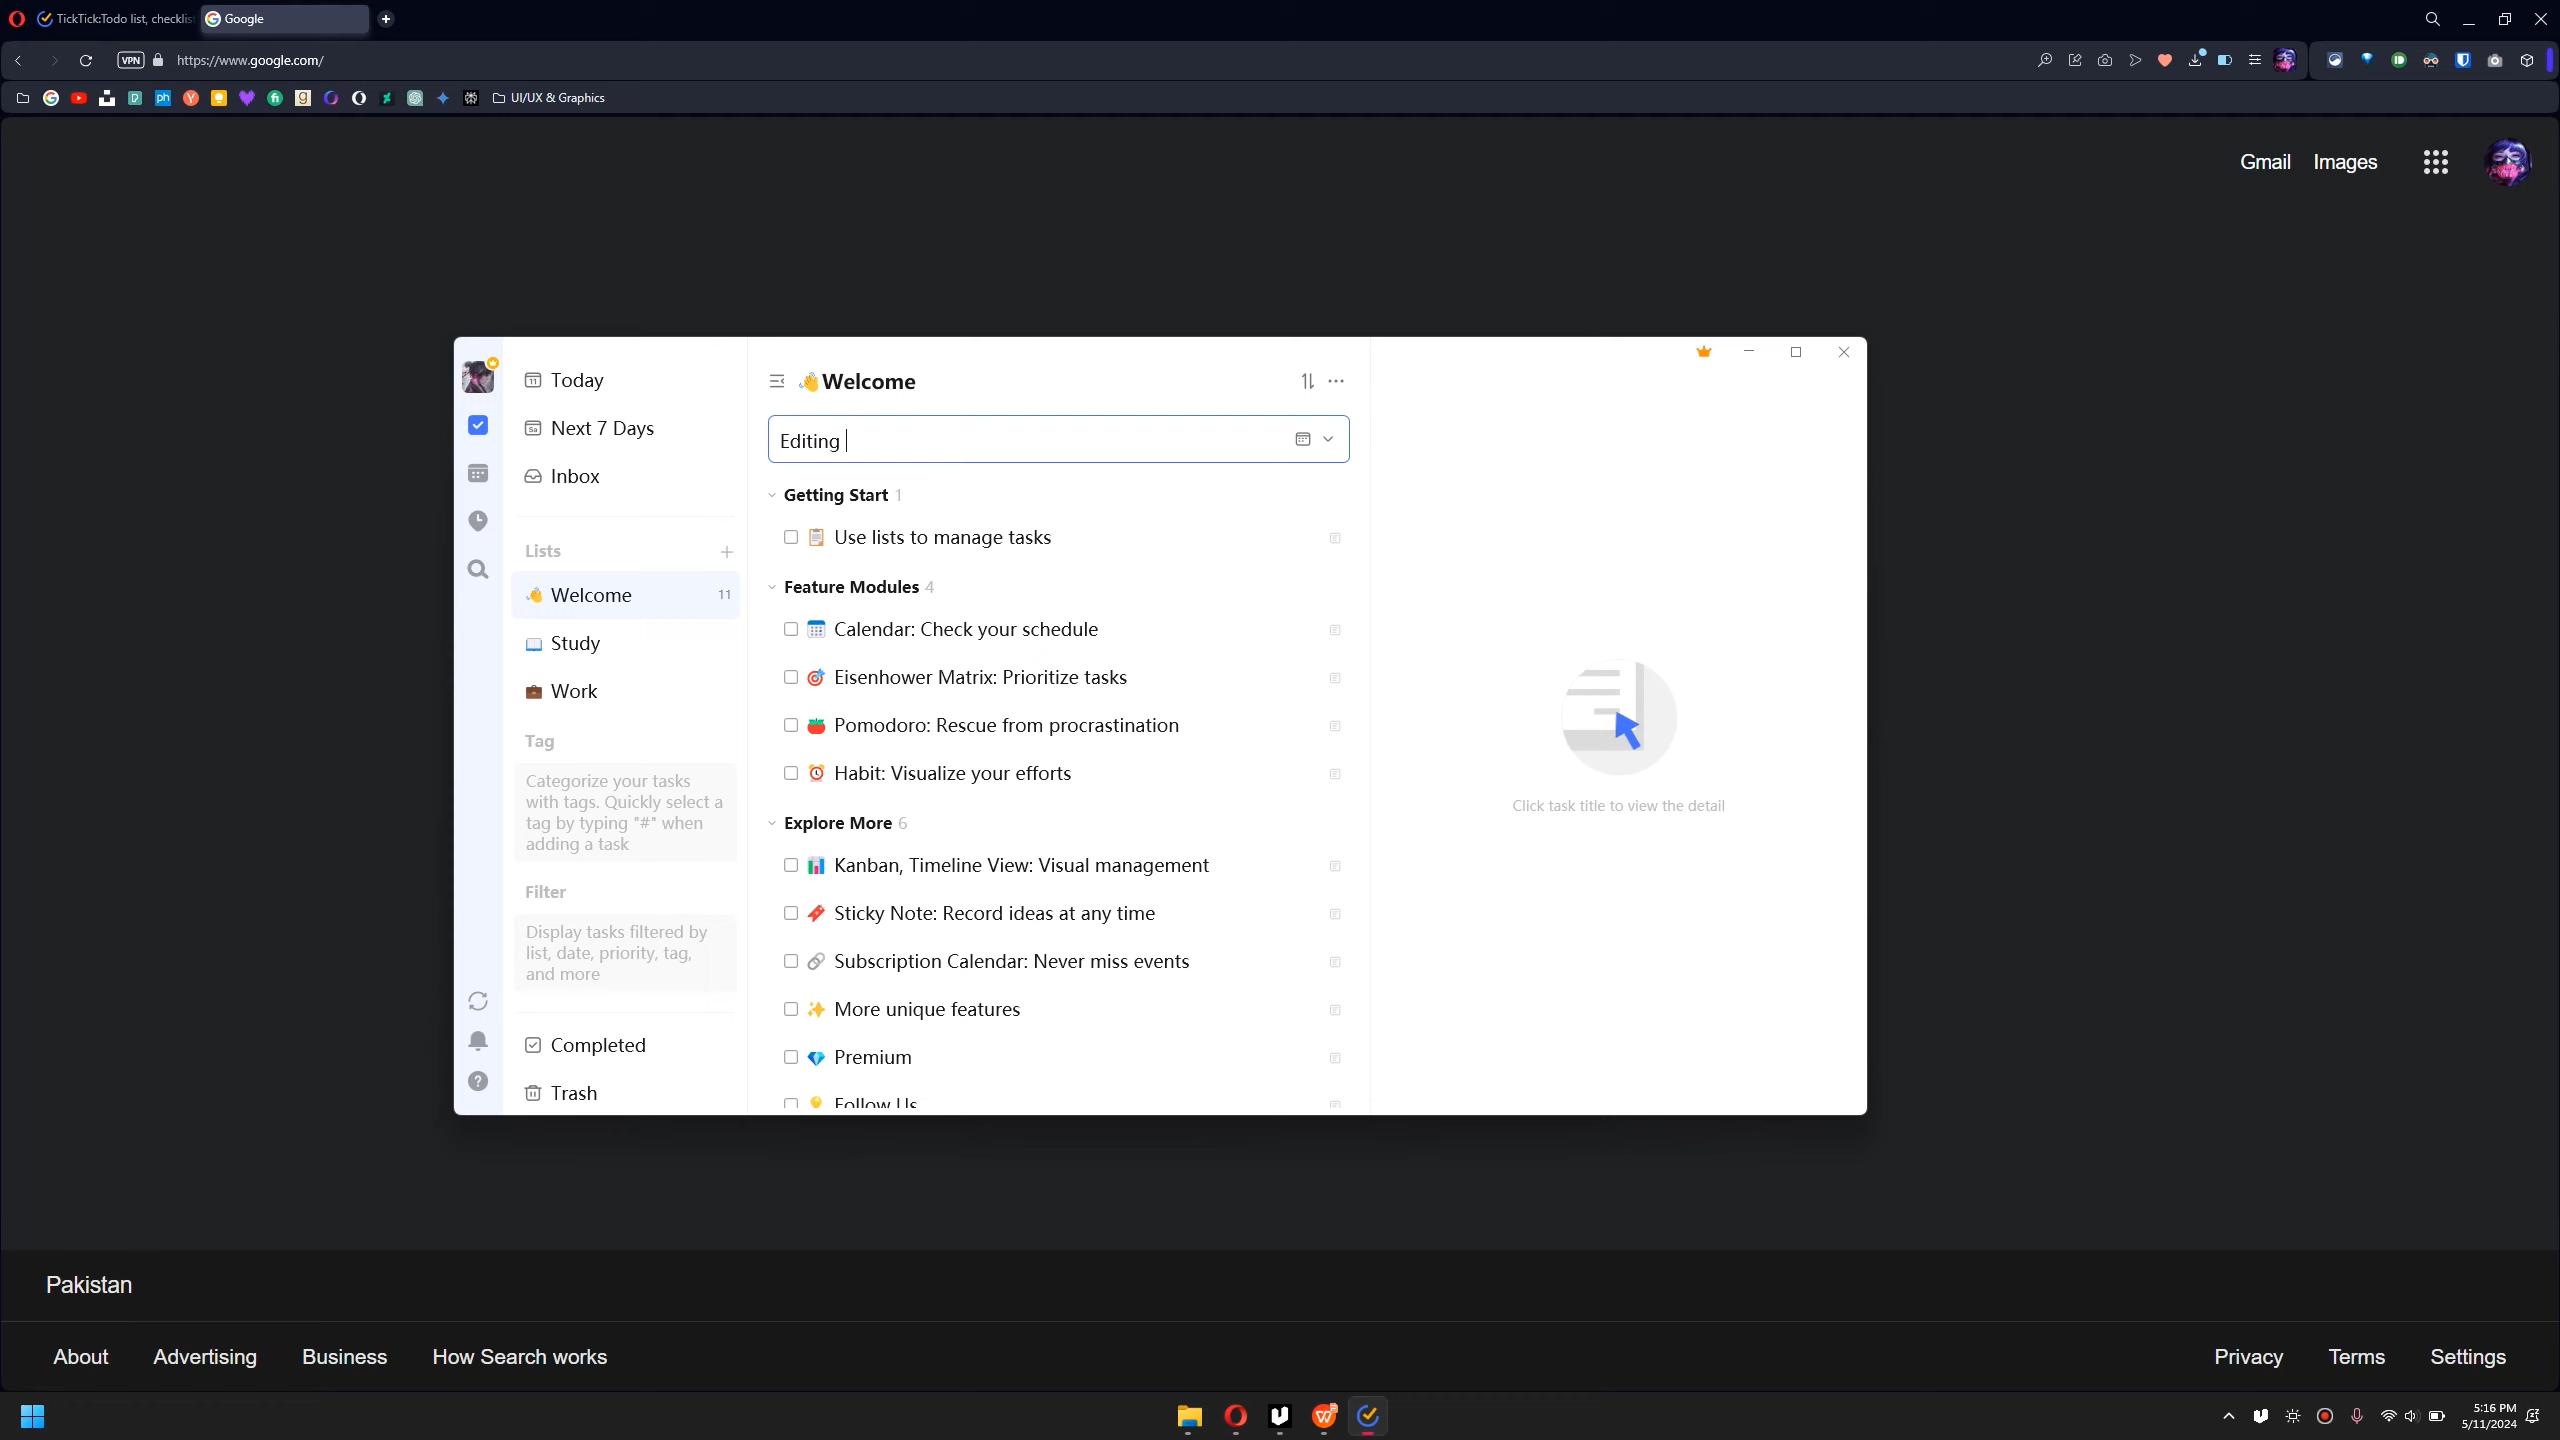 TickTick:Todo list, checklis
Google
VPN
https://www.google.com/
ph
UI/UX & Graphics
Gmail
Images
Today
Next 7 Days
Inbox
Lists
👋 Welcome 11
Study
Work
Tag
Categorize your tasks
with tags. Quickly select a
tag by typing "#" when
adding a task
Filter
Display tasks filtered by
list, date, priority, tag,
and more
Completed
Trash
👋Welcome
Editing
Getting Start 1
Use lists to manage tasks
Feature Modules 4
Calendar: Check your schedule
Eisenhower Matrix: Prioritize tasks
Pomodoro: Rescue from procrastination
Habit: Visualize your efforts
Explore More 6
Kanban, Timeline View: Visual management
Sticky Note: Record ideas at any time
Subscription Calendar: Never miss events
More unique features
Premium
Follow Us
Click task title to view the detail
Pakistan
About
Advertising
Business
How Search works
Privacy
Terms
Settings
5:16 PM
5/11/2024